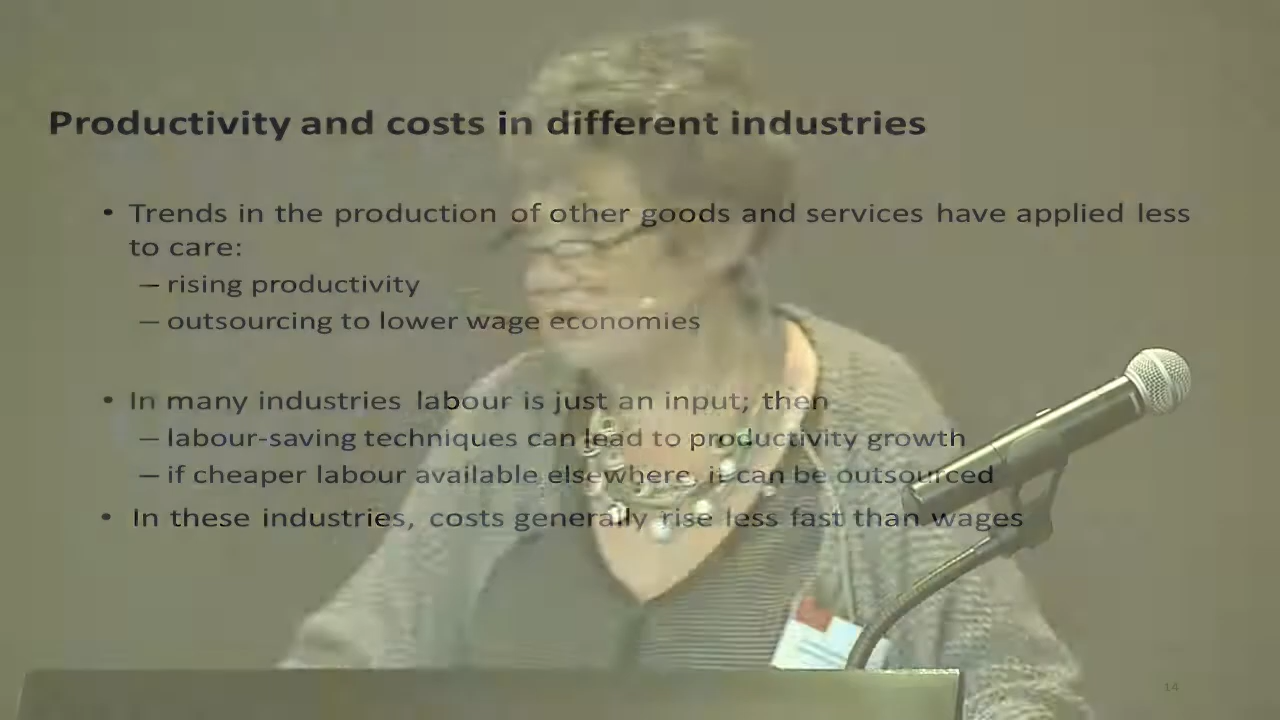 Productivity and costs in different industries
• Trends in the production of other goods and services have applied less
to care:
– rising productivity
– outsourcing to lower wage economies
• In many industries labour is just an input; then
– labour-saving techniques can lead to productivity growth
– if cheaper labour available elsewhere, it can be outsourced
• In these industries, costs generally rise less fast than wages
14